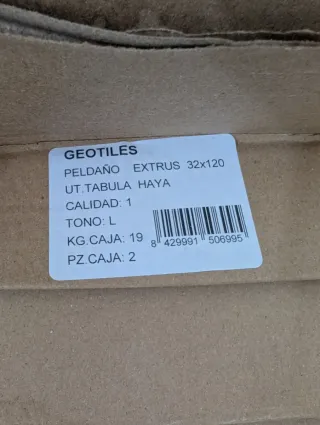 GEOTILES
PELDAÑO EXTRUS 32x120
UT.TABULA HAYA
CALIDAD: 1
TONO: L
KG.CAJA: 19
PZ.CAJA: 2
8 429991 506995